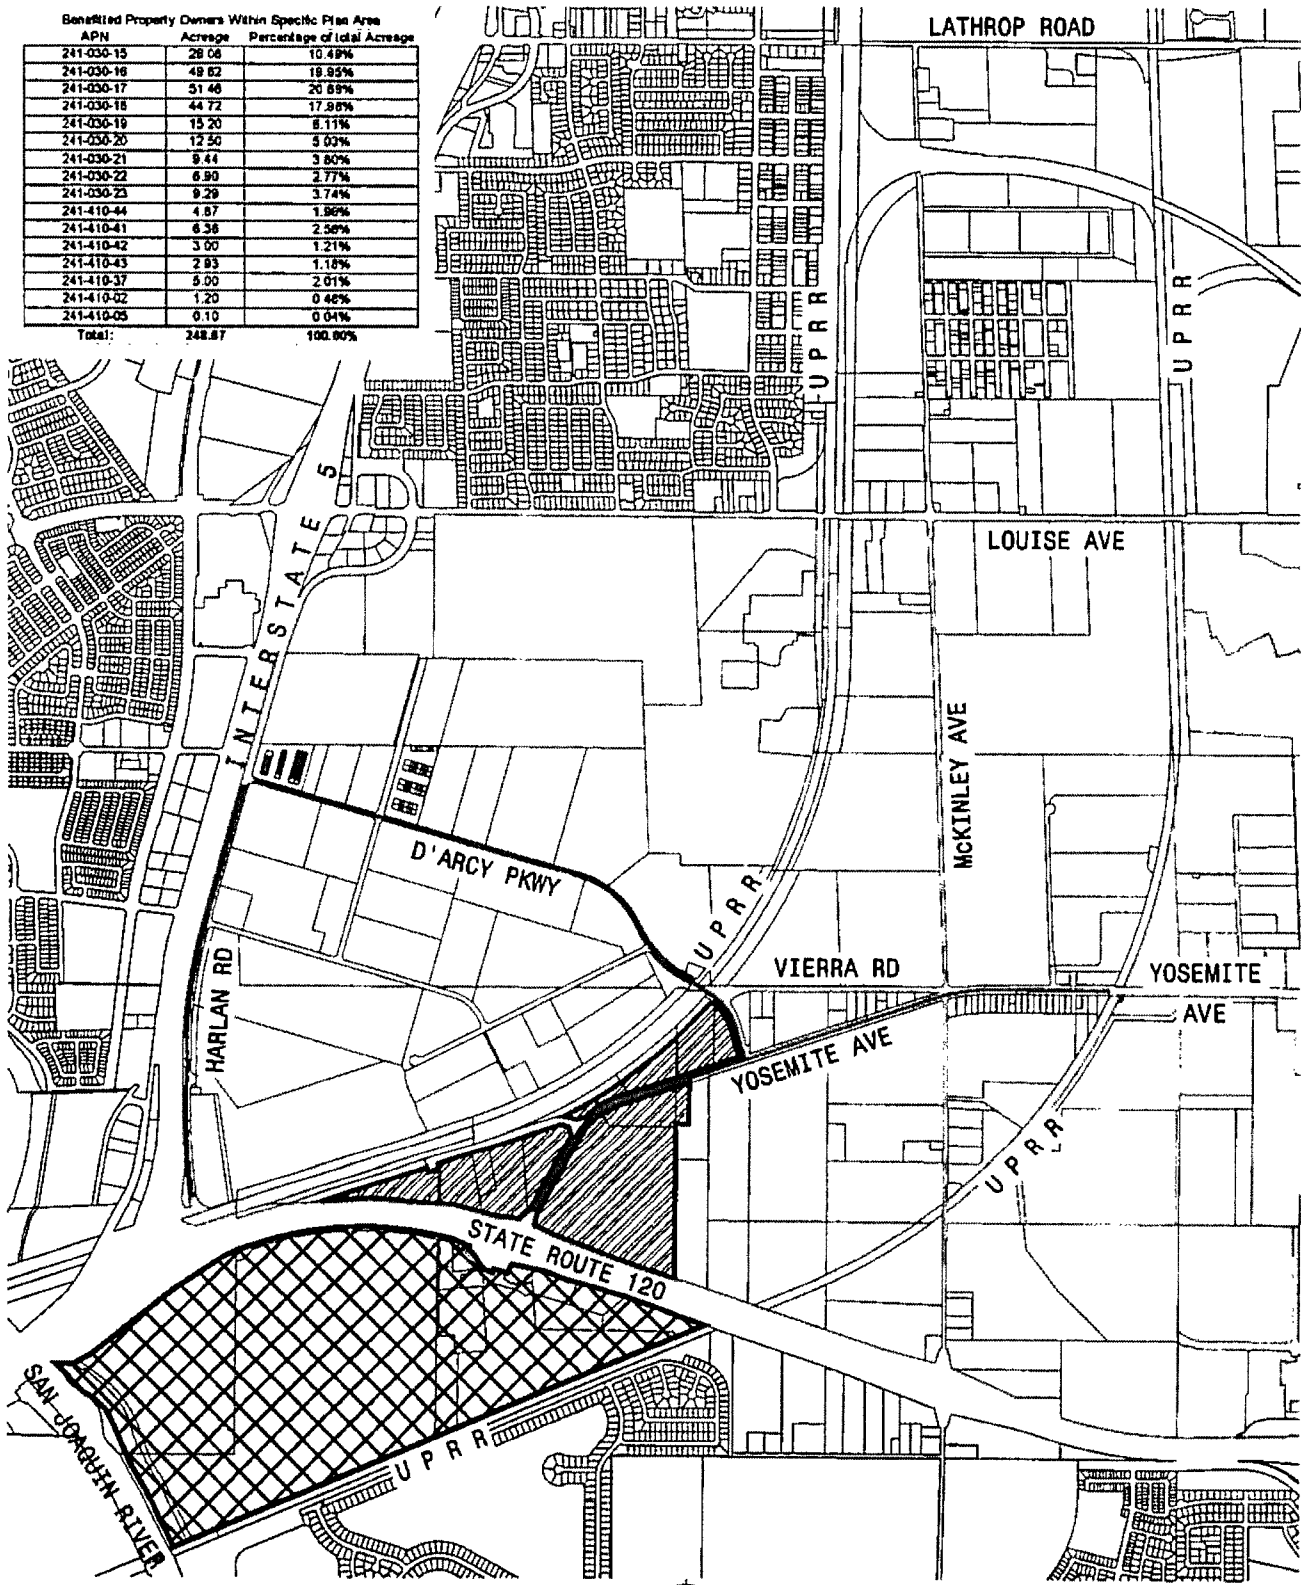 Benefitted Property Owners Within Specific Plan Area
APN Acreage Percentage of total Acreage
241-030-15 26.08 10.49%
241-030-16 49.62 19.95%
241-030-17 51.46 20.69%
241-030-18 44.72 17.98%
241-030-19 15.20 6.11%
241-030-20 12.50 5.03%
241-030-21 9.44 3.80%
241-030-22 6.90 2.77%
241-030-23 9.29 3.74%
241-410-44 4.87 1.96%
241-410-41 6.36 2.56%
241-410-42 3.00 1.21%
241-410-43 2.93 1.18%
241-410-37 5.00 2.01%
241-410-02 1.20 0.48%
241-410-05 0.10 0.04%
Total: 248.67 100.00%
LATHROP ROAD
UPRR
UPRR
INTERSTATE 5
LOUISE AVE
McKINLEY AVE
D'ARCY PKWY
UPRR
HARLAN RD
VIERRA RD
YOSEMITE
AVE
YOSEMITE AVE
UPRR
STATE ROUTE 120
SAN JOAQUIN RIVER
UPRR